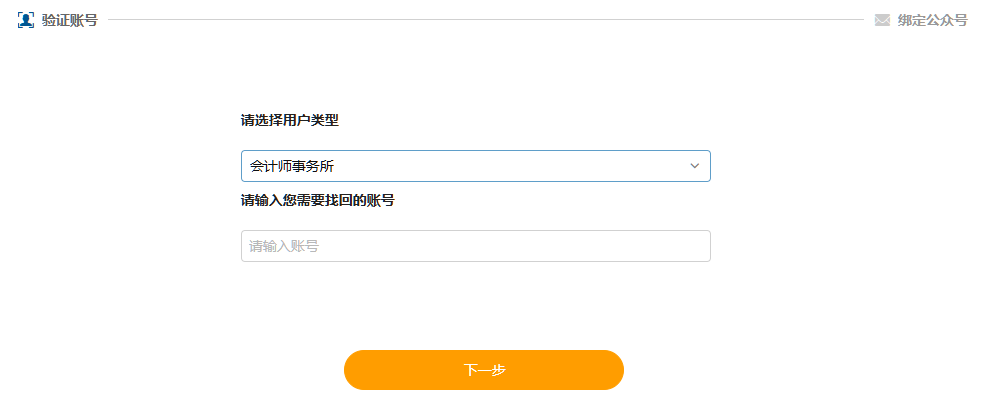 验证账号
绑定公众号
请选择用户类型
会计师事务所
请输入您需要找回的账号
请输入账号
下一步